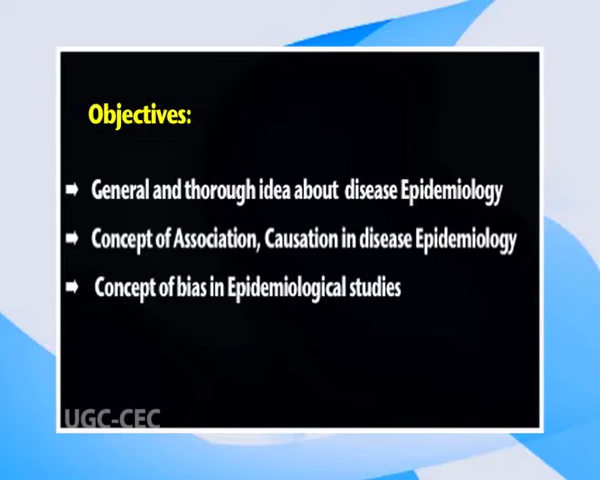 Objectives:
General and thorough idea about disease Epidemiology
Concept of Association, Causation in disease Epidemiology
Concept of bias in Epidemiological studies
UGC-CEC